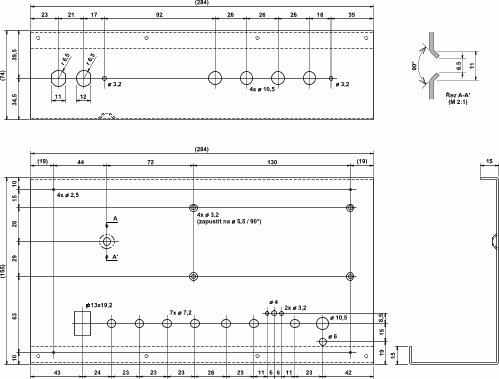 (284)
23 21 17 92 26 26 26 18 35
39,5
(74)
34,5
r 6,5
r 6,5
ø 3,2
11 12
4x ø 10,5
ø 3,2
90°
6,5
11
Řez A-A'
(M 2:1)
(284)
(19) 44 72 130 (19)
15
10
15
28
29
63
10
(155)
4x ø 2,5
4x ø 3,2
(zapustit na ø 5,5 / 90°)
A
A'
13x19,2
7x ø 7,2
ø 4
2x ø 3,2
ø 10,5
ø 6
8,5
15
19
15
43 24 23 23 26 23 11 6 6 11 23 42